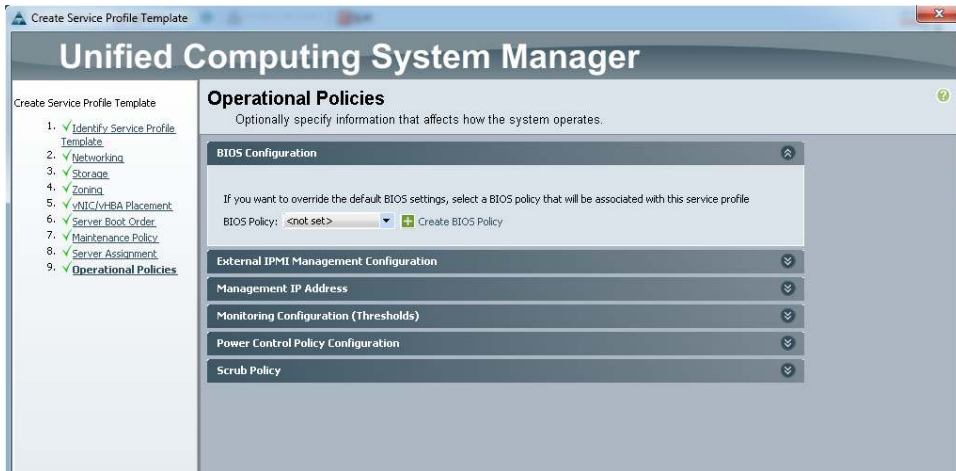 Create Service Profile Template
Unified Computing System Manager
Create Service Profile Template
1. Identify Service Profile
Template
2. Networking
3. Storage
4. Zoning
5. vNIC/vHBA Placement
6. Server Boot Order
7. Maintenance Policy
8. Server Assignment
9. Operational Policies
Operational Policies
Optionally specify information that affects how the system operates.
BIOS Configuration
If you want to override the default BIOS settings, select a BIOS policy that will be associated with this service profile
BIOS Policy: <not set> Create BIOS Policy
External IPMI Management Configuration
Management IP Address
Monitoring Configuration (Thresholds)
Power Control Policy Configuration
Scrub Policy